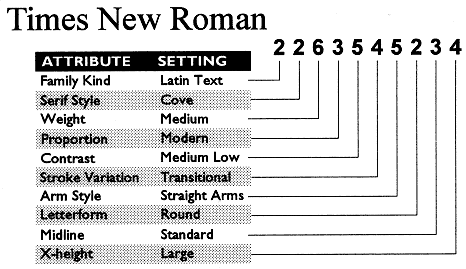 Times New Roman
2 2 6 3 5 4 5 2 3 4
ATTRIBUTE SETTING
Family Kind Latin Text
Serif Style Cove
Weight Medium
Proportion Modern
Contrast Medium Low
Stroke Variation Transitional
Arm Style Straight Arms
Letterform Round
Midline Standard
X-height Large